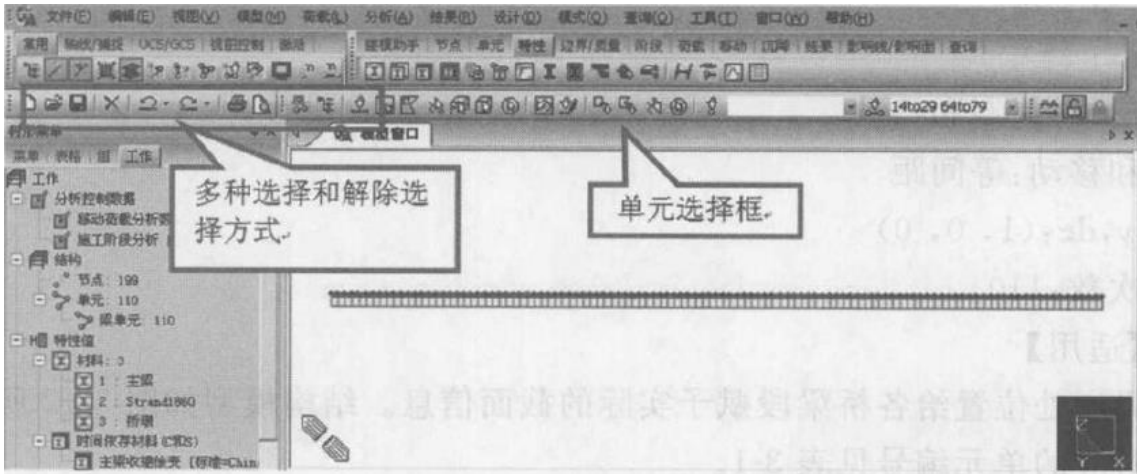 文件(F) 编辑(E) 视图(V) 模型(M) 荷载(L) 分析(A) 结果(R) 设计(D) 模式(O) 查询(Q) 工具(T) 窗口(W) 帮助(H)
常用 轴线/捕捉 UCS/GCS 视图控制 激活 建模助手 节点 单元 特性 边界/质量 阶段 荷载 移动 沉降 结果 影响线/影响面 查询
14to29 64to79
树形菜单
模型窗口
菜单 表格 组 工作
工作
分析控制数据
移动荷载分析数
施工阶段分析
结构
节点: 199
单元: 110
梁单元: 110
特性值
材料: 3
1 : 主梁
2 : Strand1860
3 : 桥墩
时间依存材料 (C&S)
主梁收缩徐变 [标准=Chin
多种选择和解除选
择方式。
单元选择框。
Z
Y X